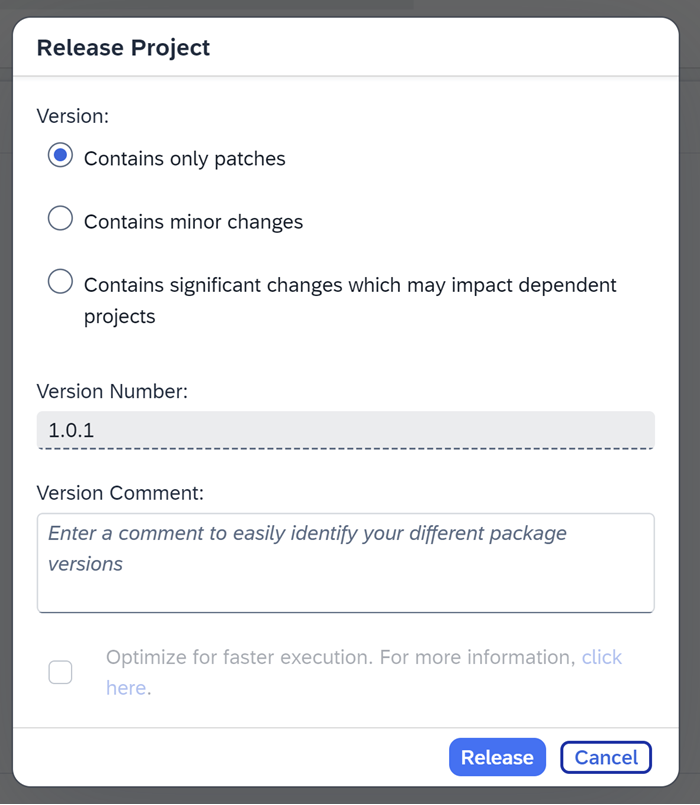 Release Project
Version:
Contains only patches
Contains minor changes
Contains significant changes which may impact dependent
projects
Version Number:
1.0.1
Version Comment:
Enter a comment to easily identify your different package
versions
Optimize for faster execution. For more information, click
here.
Release Cancel